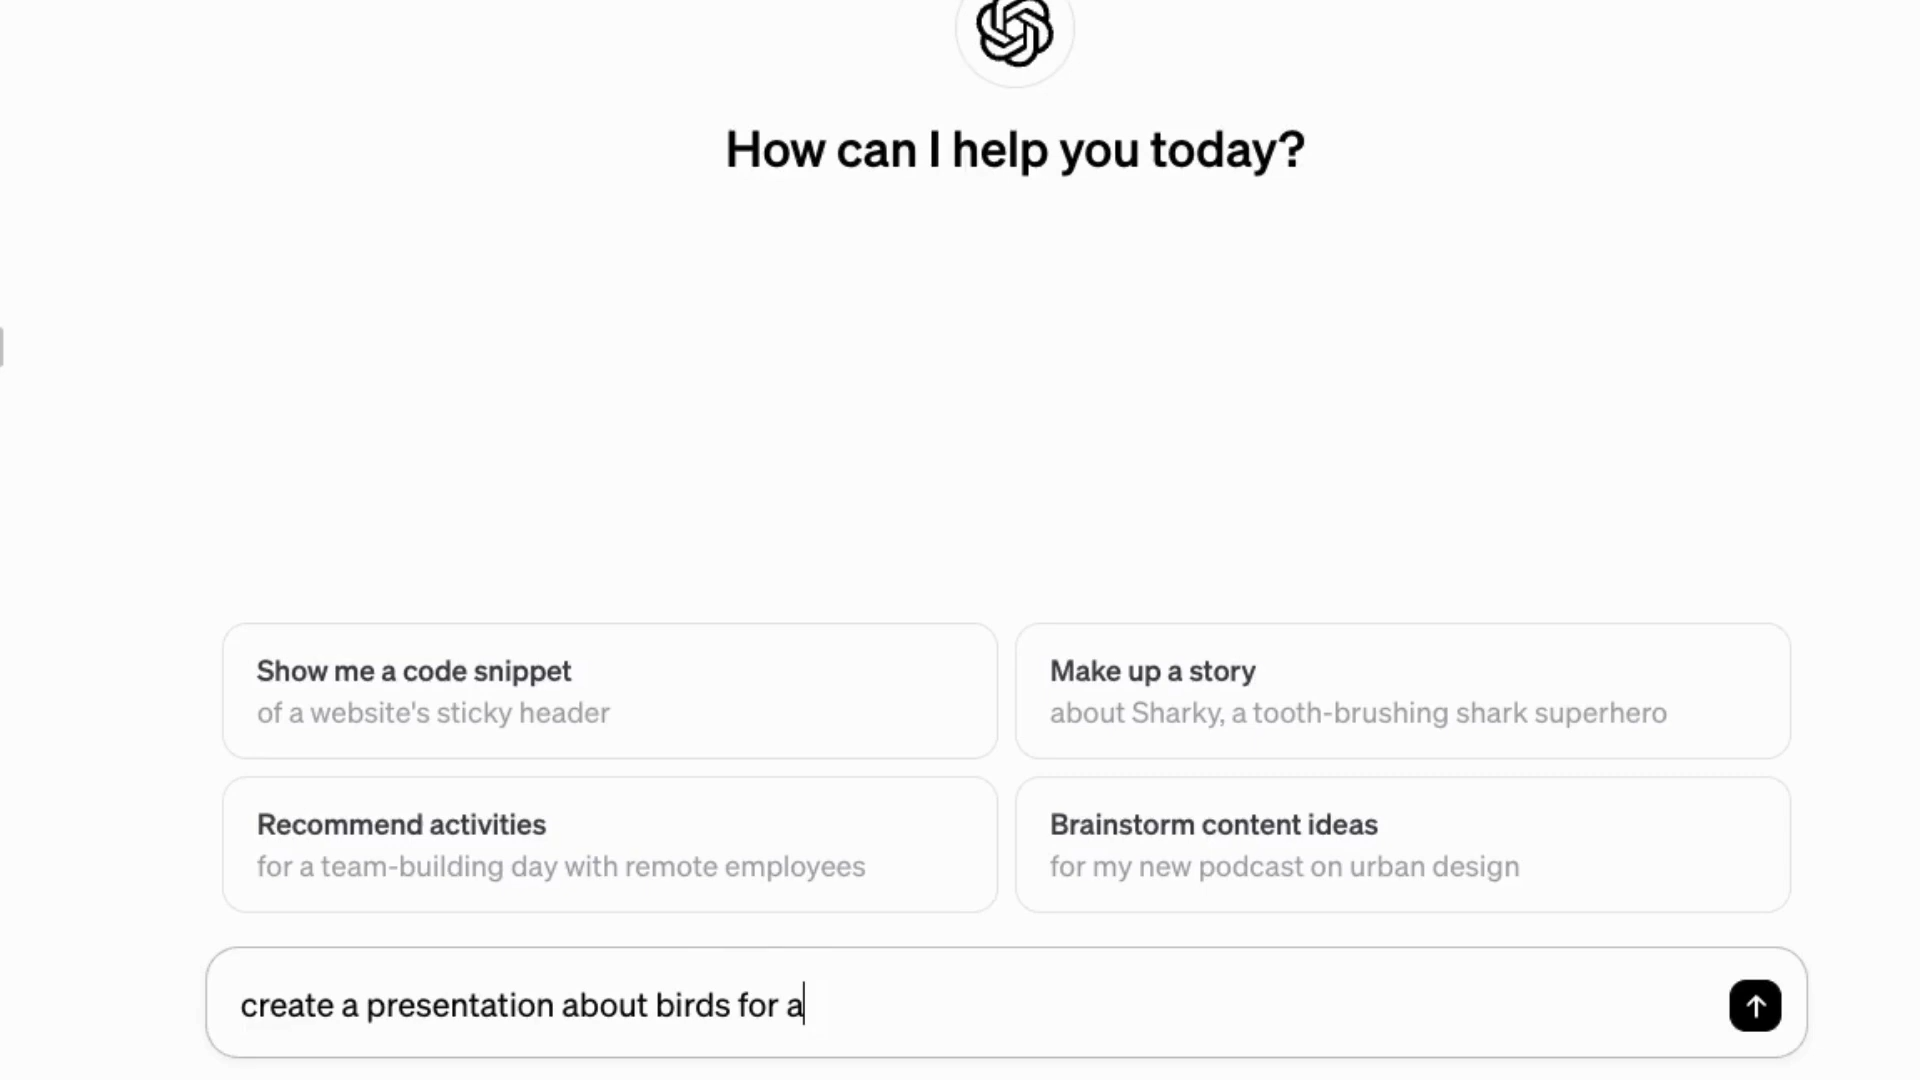 How can I help you today?
Show me a code snippet
of a website's sticky header
Make up a story
about Sharky, a tooth-brushing shark superhero
Recommend activities
for a team-building day with remote employees
Brainstorm content ideas
for my new podcast on urban design
create a presentation about birds for a